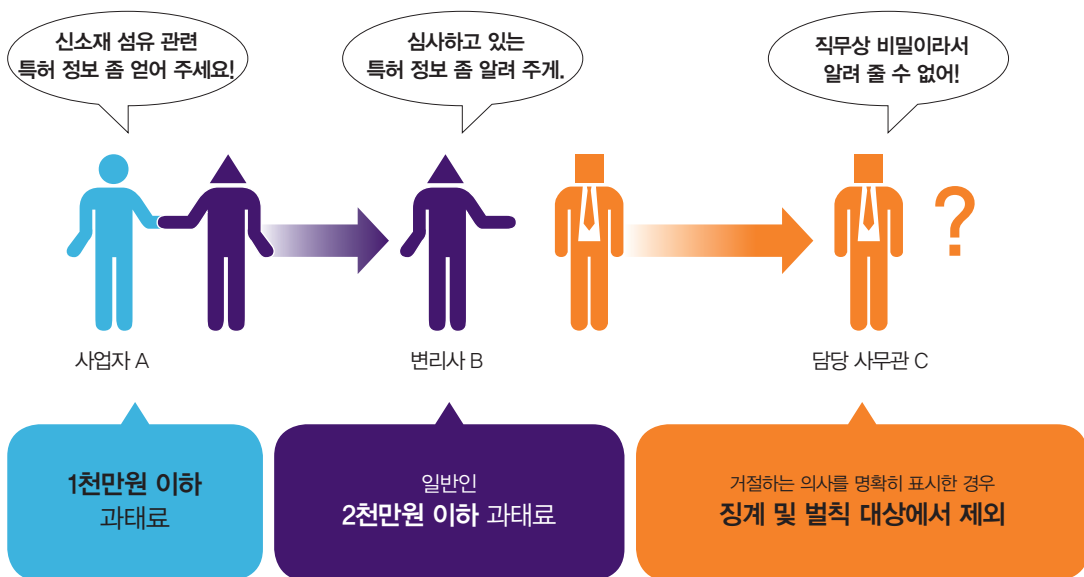 신소재 섬유 관련
특허 정보 좀 얻어 주세요!
심사하고 있는
특허 정보 좀 알려 주게.
직무상 비밀이라서
알려 줄 수 없어!
?
사업자 A
변리사 B
담당 사무관 C
1천만원 이하
과태료
일반인
2천만원 이하 과태료
거절하는 의사를 명확히 표시한 경우
징계 및 벌칙 대상에서 제외